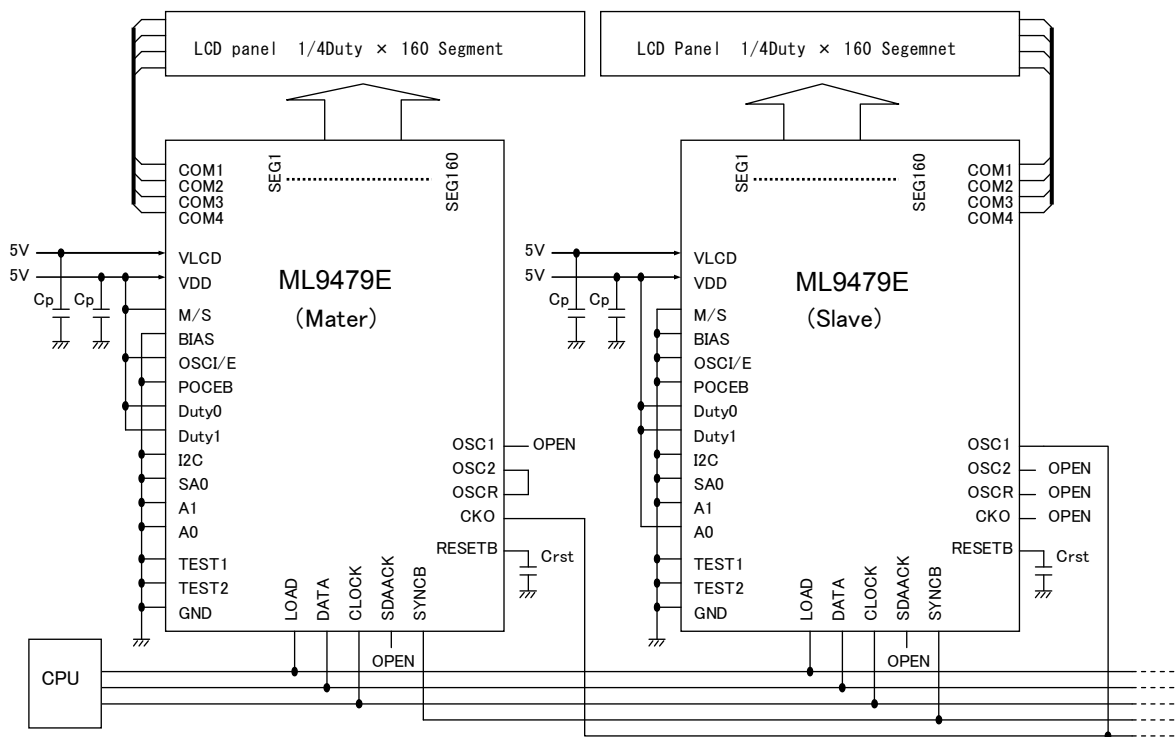 LCD panel 1/4Duty × 160 Segment
LCD Panel 1/4Duty × 160 Segemnet
COM1
COM2
COM3
COM4
SEG1
SEG160
5V
VLCD
5V
VDD
Cp
Cp
ML9479E
(Mater)
M/S
BIAS
OSCI/E
POCEB
Duty0
Duty1
I2C
SA0
A1
A0
TEST1
TEST2
GND
OSC1
OPEN
OSC2
OSCR
CKO
RESETB
Crst
LOAD
DATA
CLOCK
SDAACK
SYNCB
OPEN
SEG1
SEG160
COM1
COM2
COM3
COM4
5V
VLCD
5V
VDD
Cp
Cp
ML9479E
(Slave)
M/S
BIAS
OSCI/E
POCEB
Duty0
Duty1
I2C
SA0
A1
A0
TEST1
TEST2
GND
OSC1
OSC2
OPEN
OSCR
OPEN
CKO
OPEN
RESETB
Crst
LOAD
DATA
CLOCK
SDAACK
SYNCB
OPEN
CPU